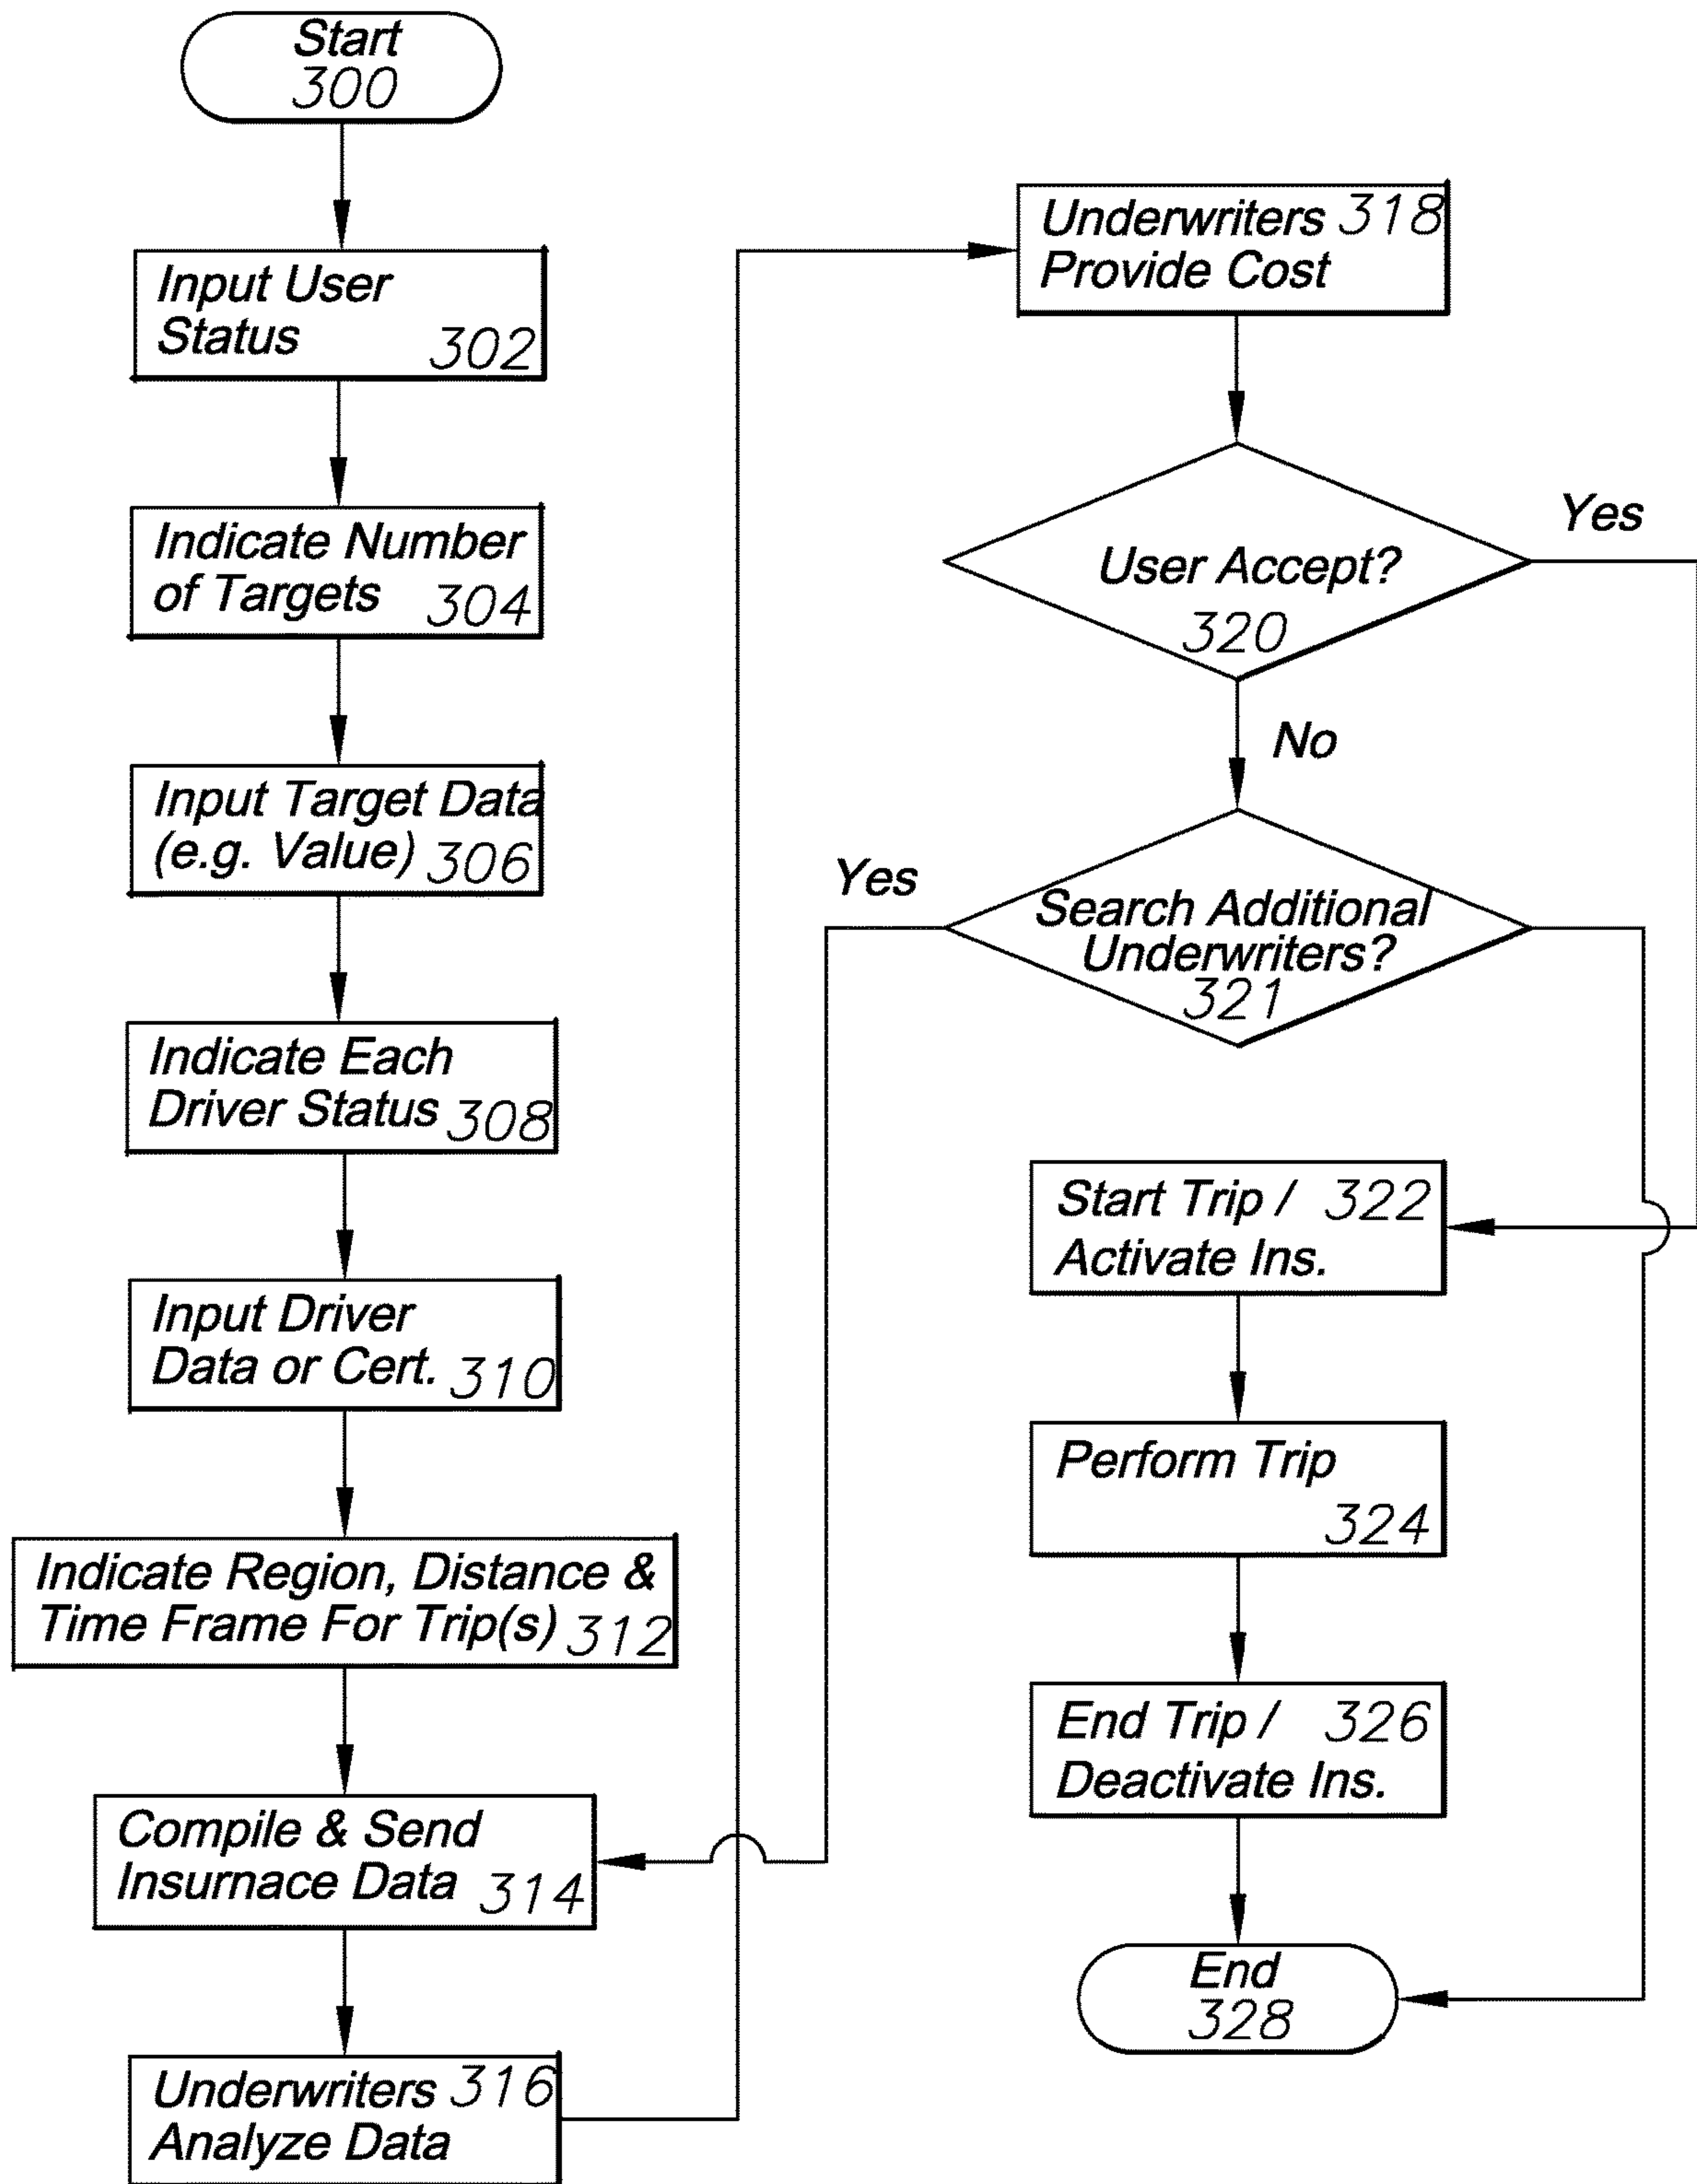 Start
300
Input User
Status 302
Indicate Number
of Targets 304
Input Target Data
(e.g. Value) 306
Indicate Each
Driver Status 308
Input Driver
Data or Cert. 310
Indicate Region, Distance &
Time Frame For Trip(s) 312
Compile & Send
Insurnace Data 314
Underwriters 316
Analyze Data
Underwriters 318
Provide Cost
User Accept?
320
Yes
No
Search Additional
Underwriters?
321
Yes
Start Trip / 322
Activate Ins.
Perform Trip
324
End Trip / 326
Deactivate Ins.
End
328